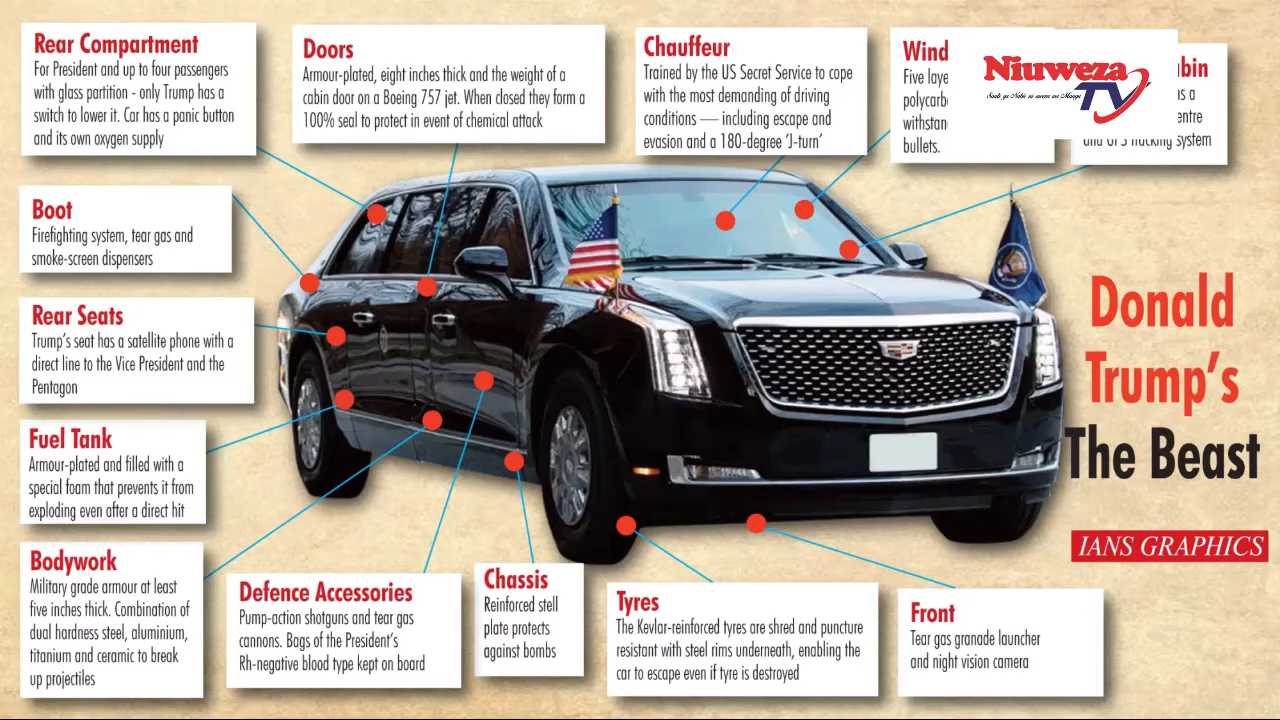 Rear Compartment
For President and up to four passengers
with glass partition - only Trump has a
switch to lower it. Car has a panic button
and its own oxygen supply
Doors
Armour-plated, eight inches thick and the weight of a
cabin door on a Boeing 757 jet. When closed they form a
100% seal to protect in event of chemical attack
Chauffeur
Trained by the US Secret Service to cope
with the most demanding of driving
conditions — including escape and
evasion and a 180-degree ‘J-turn’
Wind
Five laye
polycarbo
withstan
bullets.
Niuweza
TV
bin
as a
entre
and GPS tracking system
Boot
Firefighting system, tear gas and
smoke-screen dispensers
Rear Seats
Trump’s seat has a satellite phone with a
direct line to the Vice President and the
Pentagon
Fuel Tank
Armour-plated and filled with a
special foam that prevents it from
exploding even after a direct hit
Bodywork
Military grade armour at least
five inches thick. Combination of
dual hardness steel, aluminium,
titanium and ceramic to break
up projectiles
Defence Accessories
Pump-action shotguns and tear gas
cannons. Bags of the President’s
Rh-negative blood type kept on board
Chassis
Reinforced stell
plate protects
against bombs
Tyres
The Kevlar-reinforced tyres are shred and puncture
resistant with steel rims underneath, enabling the
car to escape even if tyre is destroyed
Front
Tear gas granade launcher
and night vision camera
Donald
Trump’s
The Beast
IANS GRAPHICS